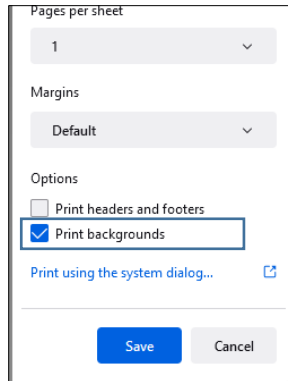 Pages per sheet
1
Margins
Default
Options
Print headers and footers
Print backgrounds
Print using the system dialog...
Save
Cancel